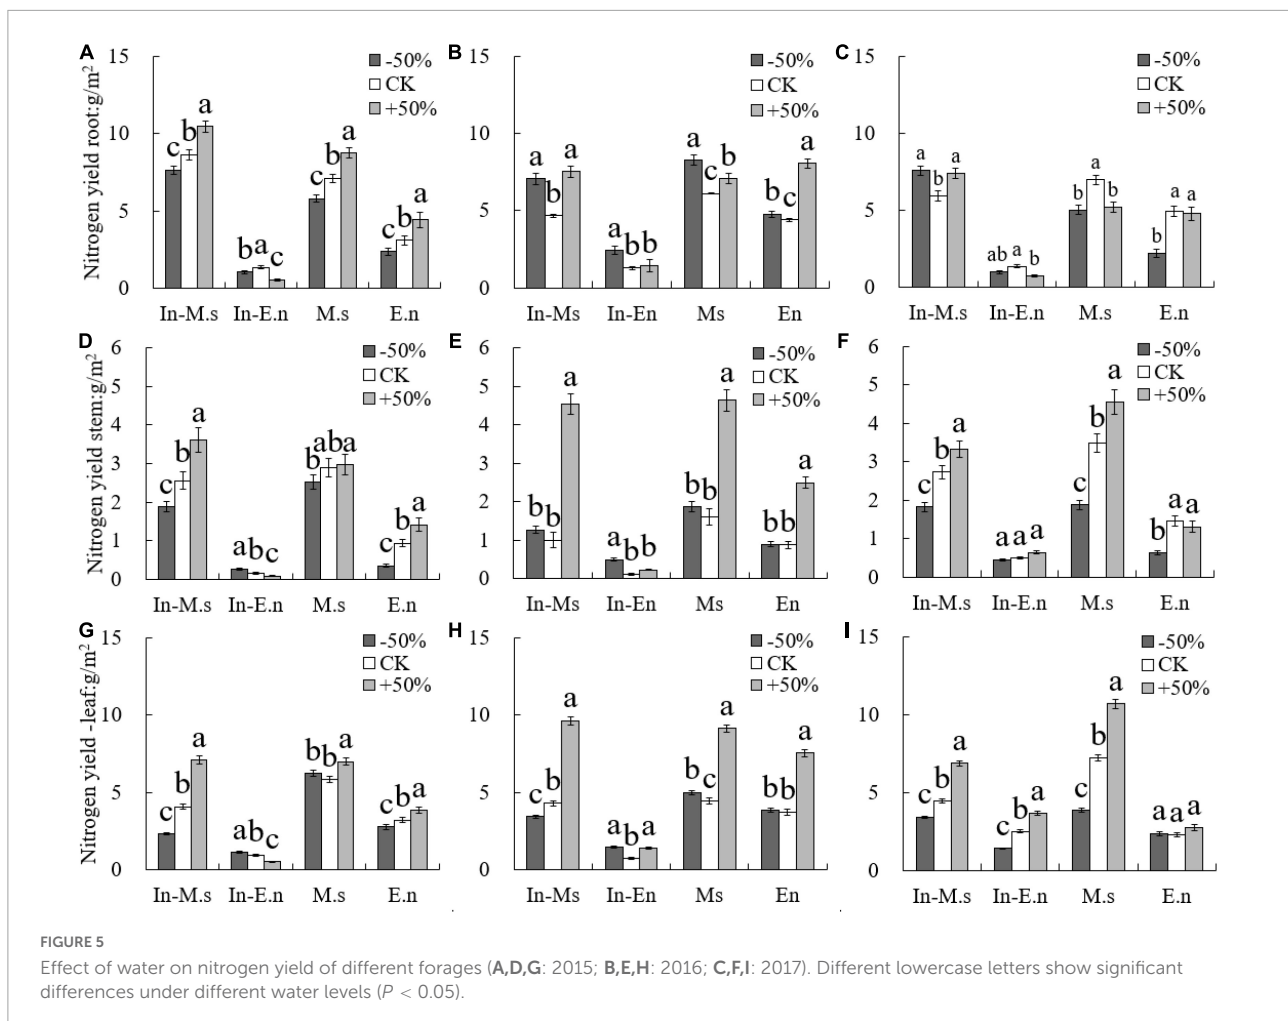 A
15
10
5
0
Nitrogen yield root:g/m²
-50%
CK
+50%
c b a
b a c
c b a
c b a
In-M.s In-E.n M.s E.n
B
15
10
5
0
-50%
CK
+50%
a b a
a b b
a c b
b c a
In-Ms In-En Ms En
C
15
10
5
0
-50%
CK
+50%
a b a
ab a b
b a b
b a a
In-M.s In-E.n M.s E.n
D
6
5
4
3
2
1
0
Nitrogen yield stem:g/m²
-50%
CK
+50%
c b a
a b c
b ab a
c b a
In-M.s In-E.n M.s E.n
E
6
5
4
3
2
1
0
-50%
CK
+50%
b b a
a b b
b b a
b b a
In-Ms In-En Ms En
F
6
5
4
3
2
1
0
-50%
CK
+50%
c b a
a a a
c b a
b a a
In-M.s In-E.n M.s E.n
G
15
10
5
0
Nitrogen yield -leaf:g/m²
-50%
CK
+50%
c b a
a b c
b b a
c b a
In-M.s In-E.n M.s E.n
H
15
10
5
0
-50%
CK
+50%
c b a
a b a
b c a
b b a
In-Ms In-En Ms En
I
15
10
5
0
-50%
CK
+50%
c b a
c b a
c b a
a a a
In-M.s In-E.n M.s E.n
FIGURE 5
Effect of water on nitrogen yield of different forages (A,D,G: 2015; B,E,H: 2016; C,F,I: 2017). Different lowercase letters show significant
differences under different water levels (P < 0.05).